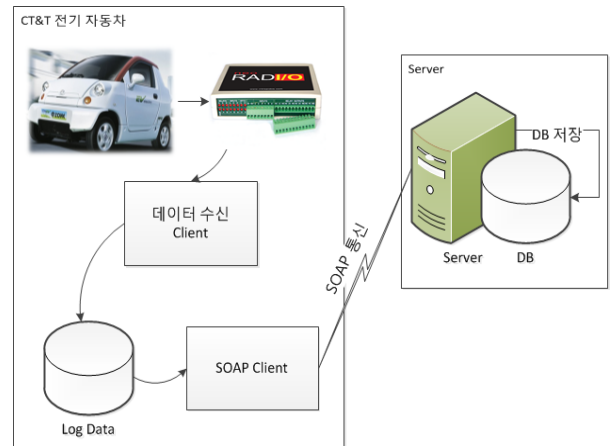 CT&T 전기 자동차
RADI/O
데이터 수신
Client
Log Data
SOAP Client
SOAP 통신
Server
DB 저장
Server
DB